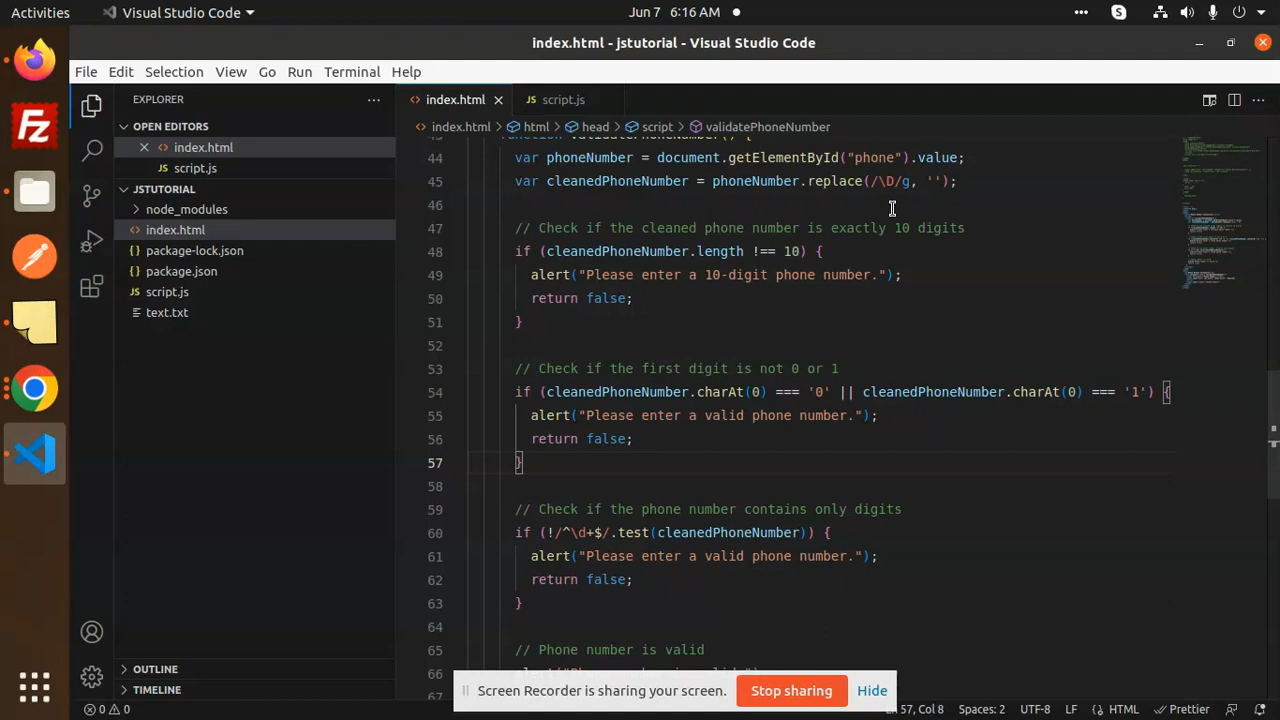 Activities
Visual Studio Code
Jun 7 6:16 AM
index.html - jstutorial - Visual Studio Code
File Edit Selection View Go Run Terminal Help
EXPLORER
OPEN EDITORS
index.html
JS script.js
JSTUTORIAL
node_modules
<> index.html
{} package-lock.json
{} package.json
JS script.js
text.txt
OUTLINE
TIMELINE
<> index.html
JS script.js
<> index.html > html > head > script > validatePhoneNumber
43 function validatePhoneNumber() {
44 var phoneNumber = document.getElementById("phone").value;
45 var cleanedPhoneNumber = phoneNumber.replace(/\D/g, '');
46
47 // Check if the cleaned phone number is exactly 10 digits
48 if (cleanedPhoneNumber.length !== 10) {
49 alert("Please enter a 10-digit phone number.");
50 return false;
51 }
52
53 // Check if the first digit is not 0 or 1
54 if (cleanedPhoneNumber.charAt(0) === '0' || cleanedPhoneNumber.charAt(0) === '1') {
55 alert("Please enter a valid phone number.");
56 return false;
57 }
58
59 // Check if the phone number contains only digits
60 if (!/^\d+$/.test(cleanedPhoneNumber)) {
61 alert("Please enter a valid phone number.");
62 return false;
63 }
64
65 // Phone number is valid
66
67
Screen Recorder is sharing your screen.
Stop sharing
Hide
0 0
Ln 57, Col 8 Spaces: 2 UTF-8 LF {} HTML Prettier